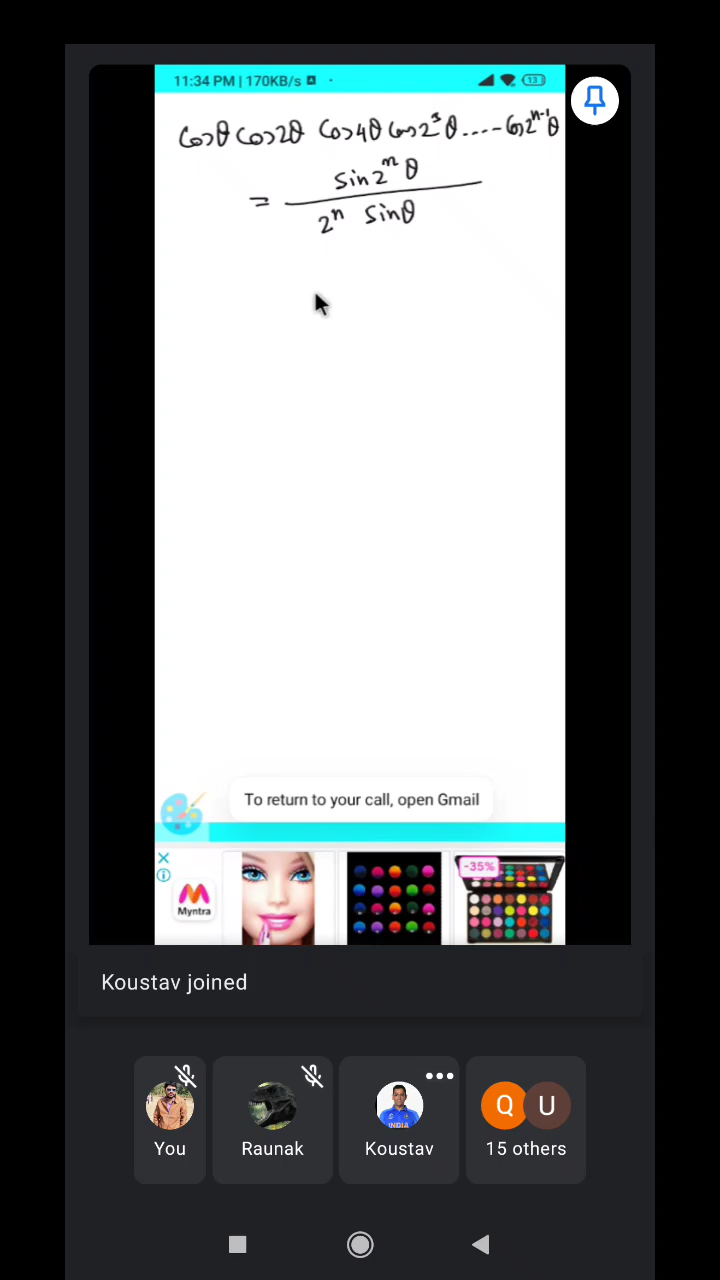 11:34 PM | 170KB/s A ·
13
Cosθ Cos2θ Cos4θ Cos2³θ ....- Cos2ⁿ⁻¹θ
= sin2ⁿθ
2ⁿ sinθ
To return to your call, open Gmail
Myntra
-35%
Koustav joined
INDIA
Q U
You Raunak Koustav 15 others